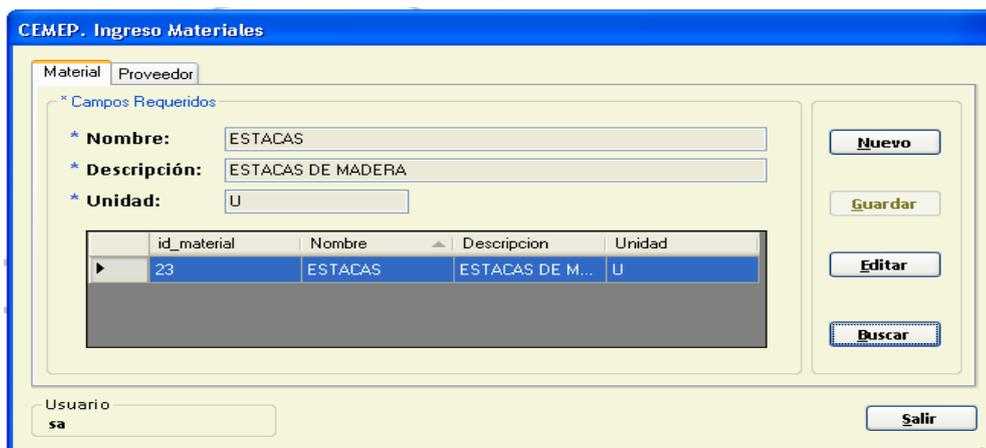 CEMEP. Ingreso Materiales
Material Proveedor
* Campos Requeridos
* Nombre: ESTACAS
* Descripción: ESTACAS DE MADERA
* Unidad: U
Nuevo
Guardar
Editar
Buscar
id_material Nombre Descripcion Unidad
23 ESTACAS ESTACAS DE M... U
Usuario
sa
Salir